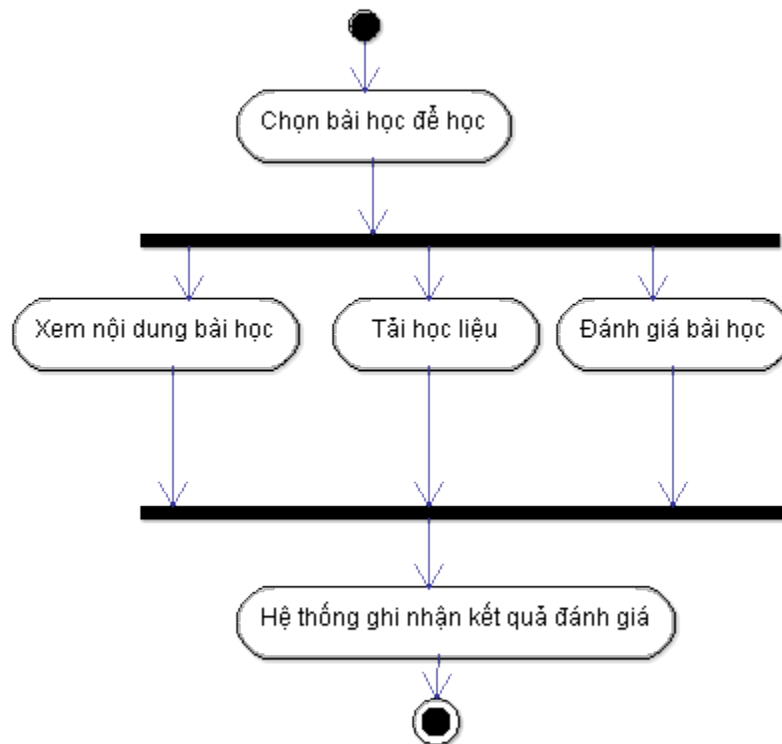 Chọn bài học để học
Xem nội dung bài học
Tải học liệu
Đánh giá bài học
Hệ thống ghi nhận kết quả đánh giá